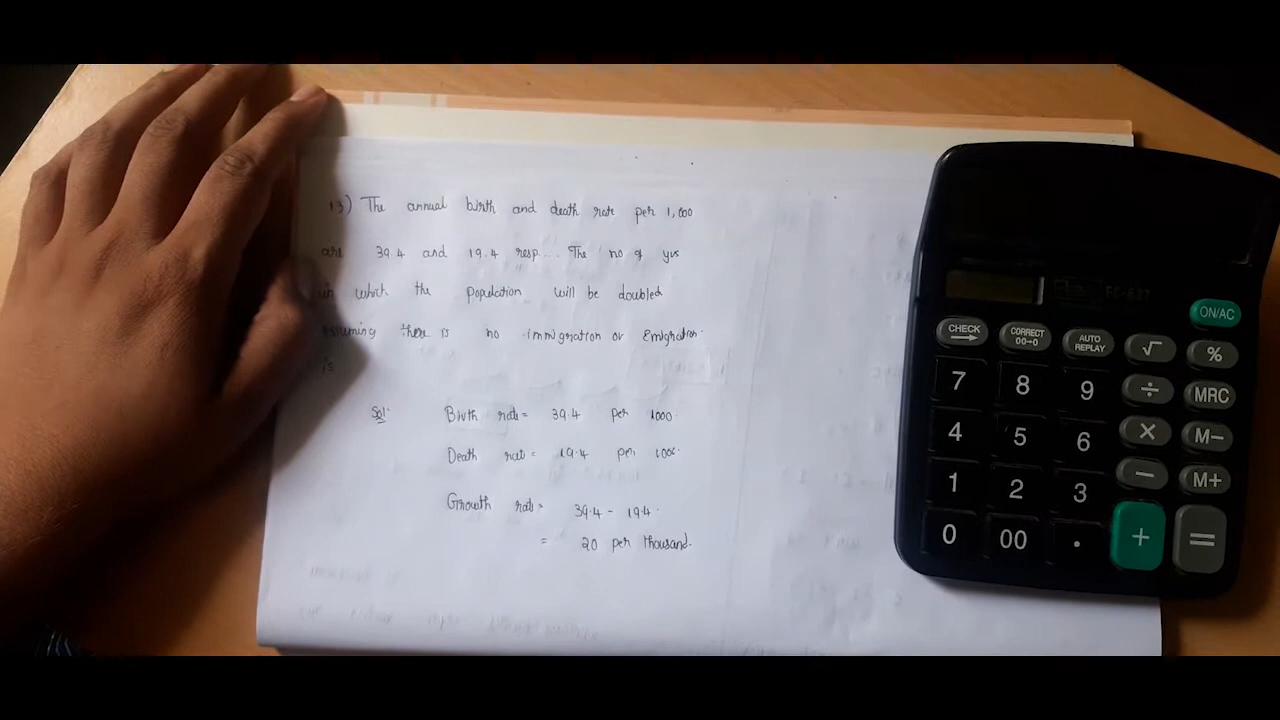 13) The annual birth and death rate per 1,000
are 39.4 and 19.4 resp... The no of yrs
in which the population will be doubled
assuming there is no immigration or Emigration.
is
Sol:
Birth rate = 39.4 per 1000.
Death rate = 19.4 per 1000.
Growth rate = 39.4 - 19.4.
= 20 per thousand.
ON/AC
CHECK →
CORRECT 00→0
AUTO REPLAY
√
%
7 8 9 ÷ MRC
4 5 6 × M−
1 2 3 − M+
0 00 . + =